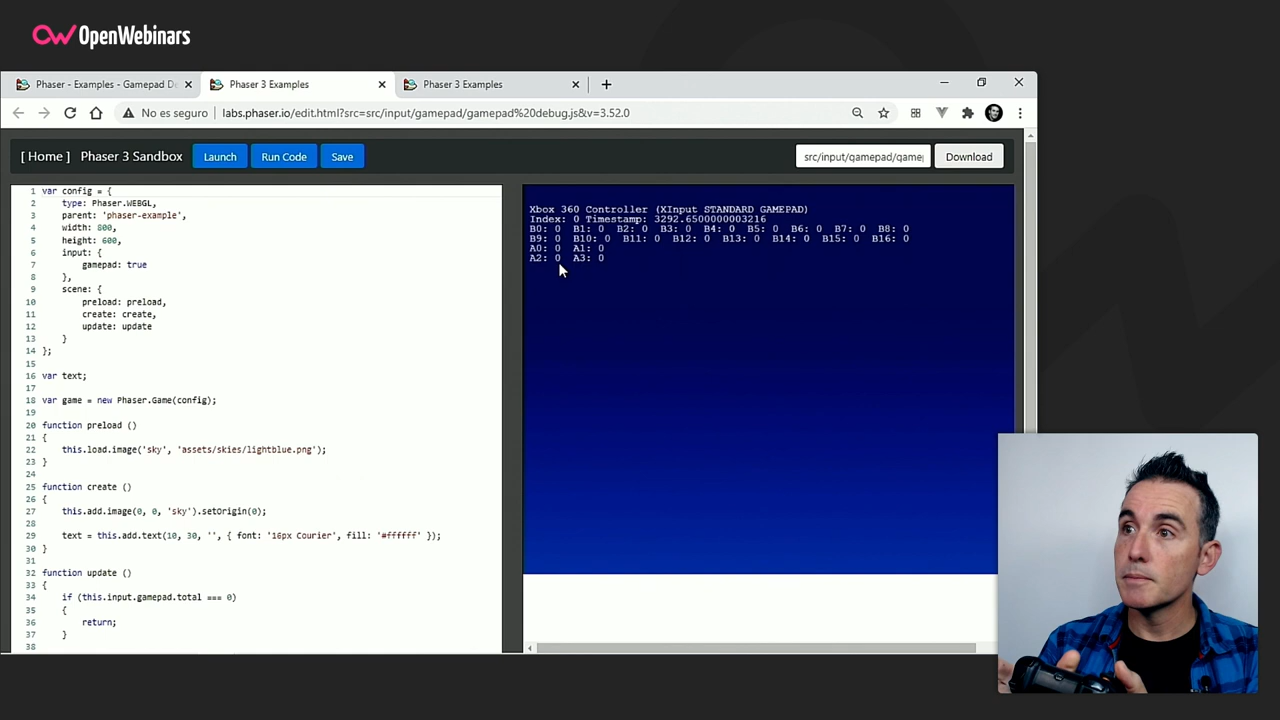 OpenWebinars
Phaser - Examples - Gamepad De
Phaser 3 Examples
Phaser 3 Examples
No es seguro
labs.phaser.io/edit.html?src=src/input/gamepad/gamepad%20debug.js&v=3.52.0
[ Home ] Phaser 3 Sandbox
Launch
Run Code
Save
src/input/gamepad/game
Download
1 var config = {
2 type: Phaser.WEBGL,
3 parent: 'phaser-example',
4 width: 800,
5 height: 600,
6 input: {
7 gamepad: true
8 },
9 scene: {
10 preload: preload,
11 create: create,
12 update: update
13 }
14 };
15
16 var text;
17
18 var game = new Phaser.Game(config);
19
20 function preload ()
21 {
22 this.load.image('sky', 'assets/skies/lightblue.png');
23 }
24
25 function create ()
26 {
27 this.add.image(0, 0, 'sky').setOrigin(0);
28
29 text = this.add.text(10, 30, '', { font: '16px Courier', fill: '#ffffff' });
30 }
31
32 function update ()
33 {
34 if (this.input.gamepad.total === 0)
35 {
36 return;
37 }
38
Xbox 360 Controller (XInput STANDARD GAMEPAD)
Index: 0 Timestamp: 3292.6500000003216
B0: 0 B1: 0 B2: 0 B3: 0 B4: 0 B5: 0 B6: 0 B7: 0 B8: 0
B9: 0 B10: 0 B11: 0 B12: 0 B13: 0 B14: 0 B15: 0 B16: 0
A0: 0 A1: 0
A2: 0 A3: 0